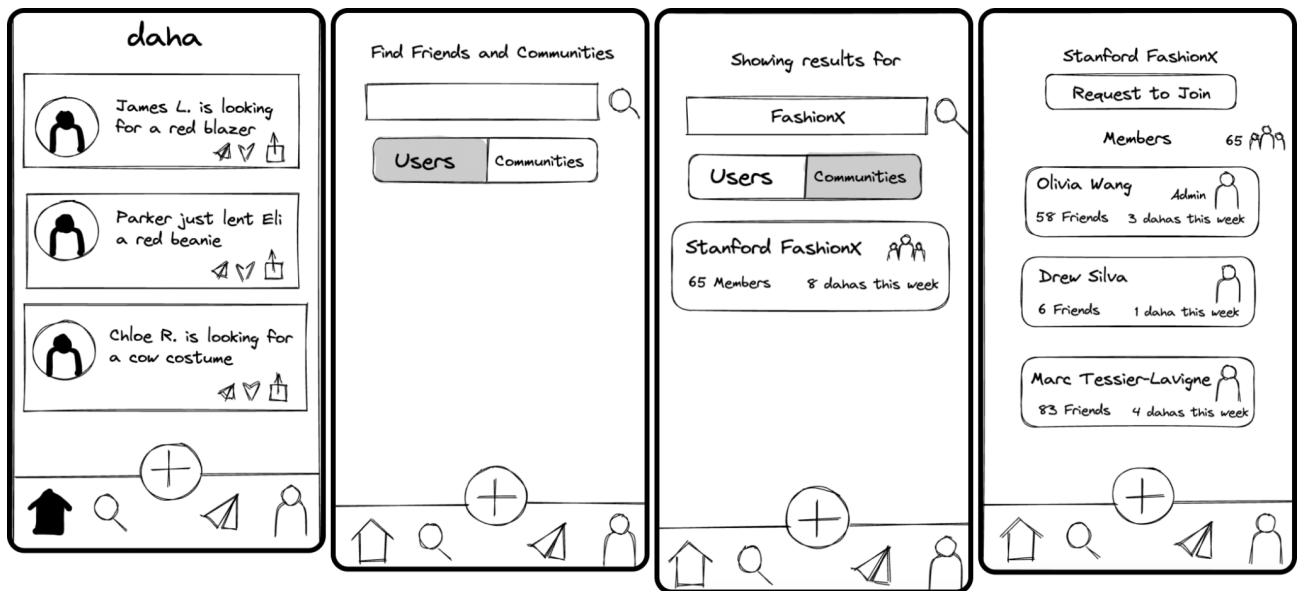 daha
James L. is looking
for a red blazer
Parker just lent Eli
a red beanie
Chloe R. is looking for
a cow costume
Find Friends and Communities
Users
Communities
Showing results for
FashionX
Users
Communities
Stanford FashionX
65 Members
8 dahas this week
Stanford FashionX
Request to Join
Members
65
Olivia Wang
Admin
58 Friends
3 dahas this week
Drew Silva
6 Friends
1 daha this week
Marc Tessier-Lavigne
83 Friends
4 dahas this week